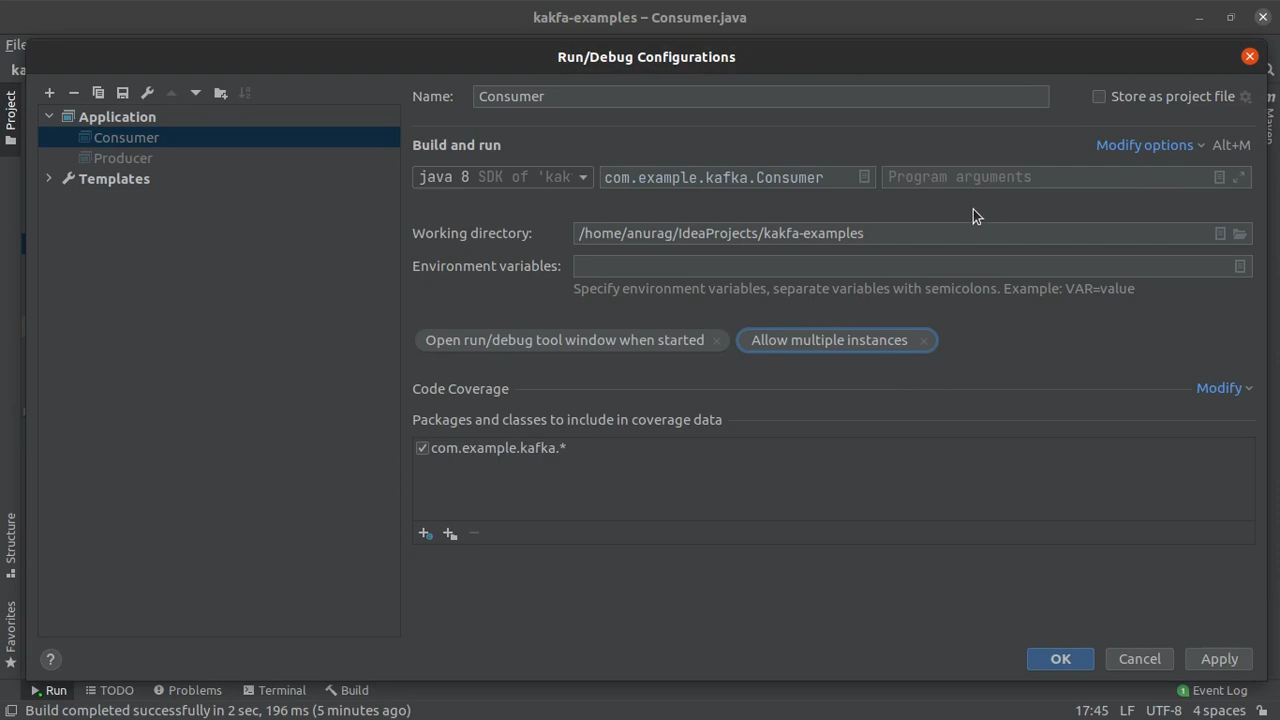 kakfa-examples – Consumer.java
File
ka
Run/Debug Configurations
Project
Application
Consumer
Producer
Templates
Name: Consumer
Store as project file
Build and run
Modify options Alt+M
java 8 SDK of 'kak com.example.kafka.Consumer Program arguments
Working directory: /home/anurag/IdeaProjects/kakfa-examples
Environment variables:
Specify environment variables, separate variables with semicolons. Example: VAR=value
Open run/debug tool window when started × Allow multiple instances ×
Code Coverage Modify
Packages and classes to include in coverage data
com.example.kafka.*
Structure
Favorites
m
Maven
? OK Cancel Apply
Run TODO Problems Terminal Build 1 Event Log
Build completed successfully in 2 sec, 196 ms (5 minutes ago) 17:45 LF UTF-8 4 spaces